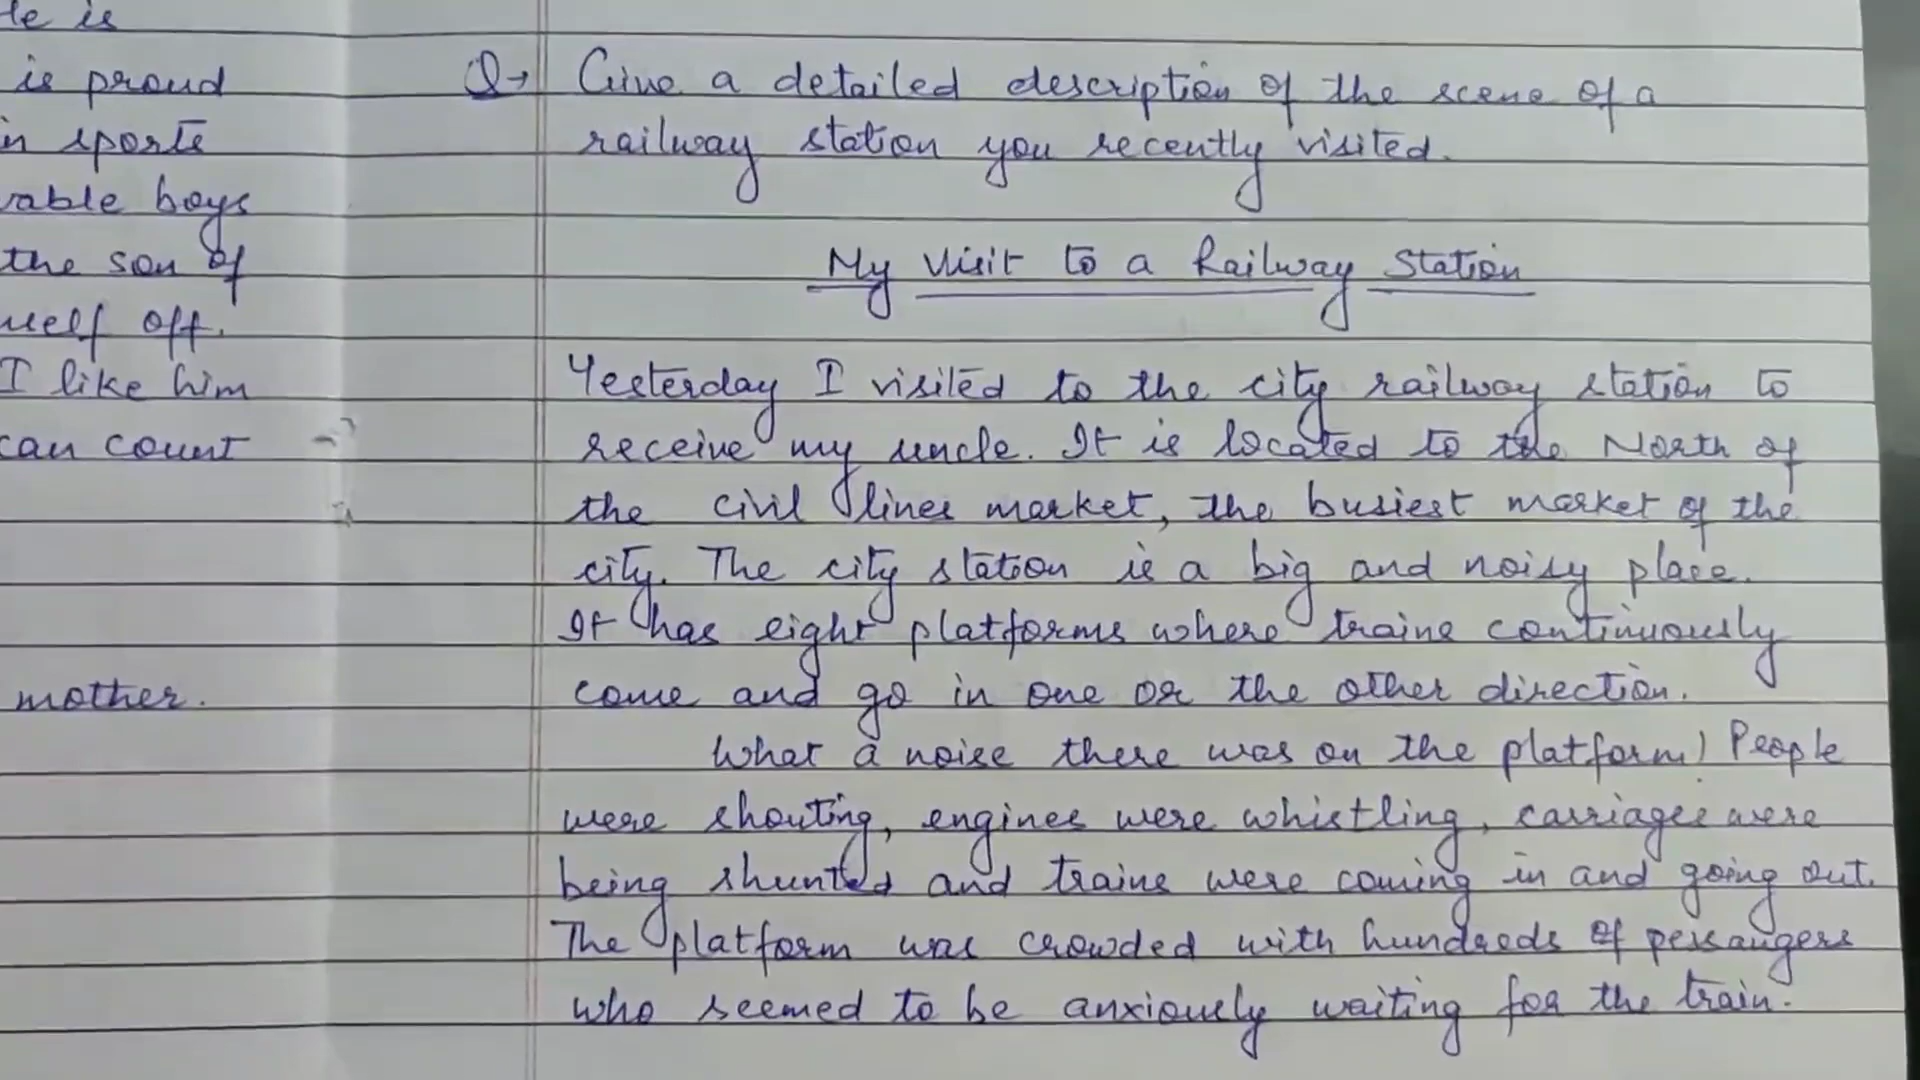 le is
is proud
in sports
rable boys
the son of
well off.
I like him
can count
mother.
Q→ Give a detailed description of the scene of a
railway station you recently visited.
My Visit to a Railway Station
Yesterday I visited to the city railway station to
receive my uncle. It is located to the North of
the civil lines market, the busiest market of the
city. The city station is a big and noisy place.
It has eight platforms where trains continuously
come and go in one or the other direction.
What a noise there was on the platform! People
were shouting, engines were whistling, carriages were
being shunted and trains were coming in and going out.
The platform was crowded with hundreds of pessangers
who seemed to be anxiously waiting for the train.